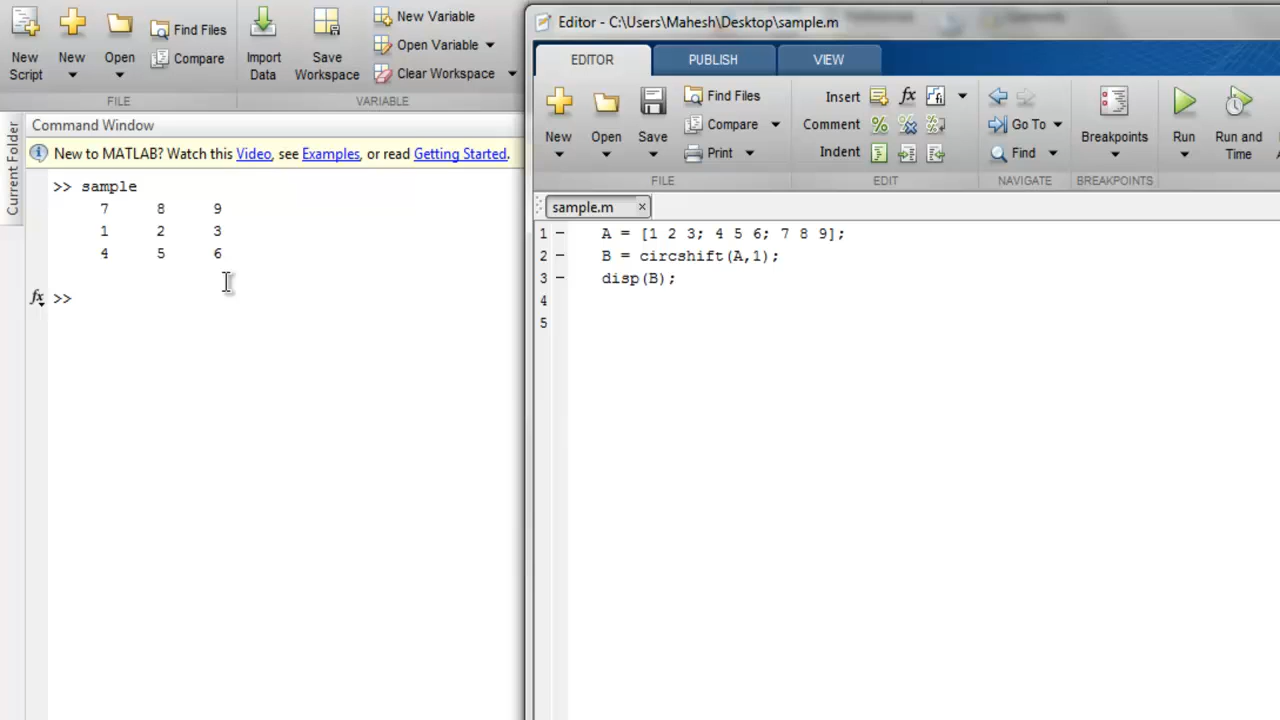 New Script
New
Open
Find Files
Compare
Import Data
Save Workspace
New Variable
Open Variable
Clear Workspace
FILE
VARIABLE
Current Folder
Command Window
New to MATLAB? Watch this Video, see Examples, or read Getting Started.
>> sample
7 8 9
1 2 3
4 5 6
fx >>
Editor - C:\Users\Mahesh\Desktop\sample.m
EDITOR PUBLISH VIEW
New
Open
Save
Find Files
Compare
Print
Insert fx
Comment
Indent
Go To
Find
Breakpoints
Run
Run and Time
FILE EDIT NAVIGATE BREAKPOINTS
sample.m
1 A = [1 2 3; 4 5 6; 7 8 9];
2 B = circshift(A,1);
3 disp(B);
4
5